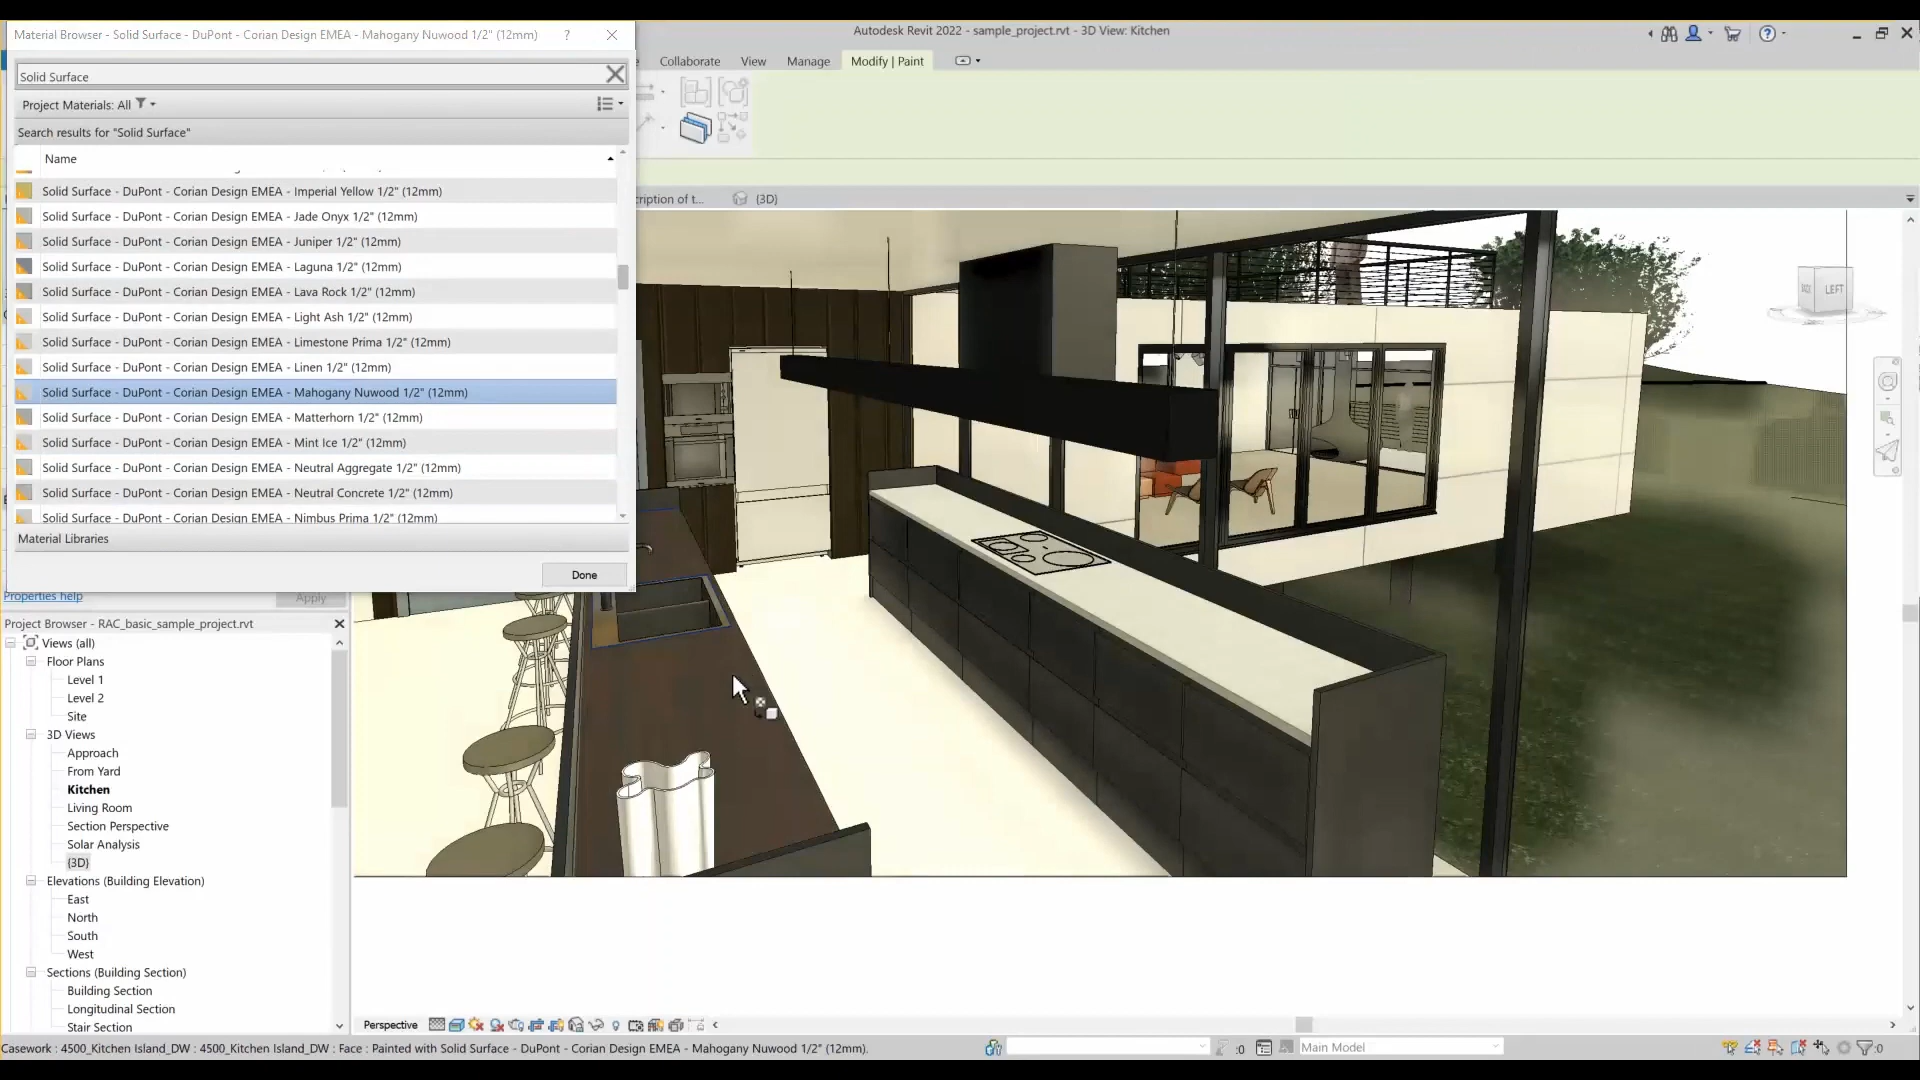 Material Browser - Solid Surface - DuPont - Corian Design EMEA - Mahogany Nuwood 1/2" (12mm) ?
Autodesk Revit 2022 - sample_project.rvt - 3D View: Kitchen
Collaborate View Manage Modify | Paint
Solid Surface
Project Materials: All
Search results for "Solid Surface"
Name
Solid Surface - DuPont - Corian Design EMEA - Imperial Yellow 1/2" (12mm)
Solid Surface - DuPont - Corian Design EMEA - Jade Onyx 1/2" (12mm)
Solid Surface - DuPont - Corian Design EMEA - Juniper 1/2" (12mm)
Solid Surface - DuPont - Corian Design EMEA - Laguna 1/2" (12mm)
Solid Surface - DuPont - Corian Design EMEA - Lava Rock 1/2" (12mm)
Solid Surface - DuPont - Corian Design EMEA - Light Ash 1/2" (12mm)
Solid Surface - DuPont - Corian Design EMEA - Limestone Prima 1/2" (12mm)
Solid Surface - DuPont - Corian Design EMEA - Linen 1/2" (12mm)
Solid Surface - DuPont - Corian Design EMEA - Mahogany Nuwood 1/2" (12mm)
Solid Surface - DuPont - Corian Design EMEA - Matterhorn 1/2" (12mm)
Solid Surface - DuPont - Corian Design EMEA - Mint Ice 1/2" (12mm)
Solid Surface - DuPont - Corian Design EMEA - Neutral Aggregate 1/2" (12mm)
Solid Surface - DuPont - Corian Design EMEA - Neutral Concrete 1/2" (12mm)
Solid Surface - DuPont - Corian Design EMEA - Nimbus Prima 1/2" (12mm)
Material Libraries
Done
cription of t... (3D)
LEFT
Properties help Apply
Project Browser - RAC_basic_sample_project.rvt
Views (all)
Floor Plans
Level 1
Level 2
Site
3D Views
Approach
From Yard
Kitchen
Living Room
Section Perspective
Solar Analysis
{3D}
Elevations (Building Elevation)
East
North
South
West
Sections (Building Section)
Building Section
Longitudinal Section
Stair Section
Perspective
Casework : 4500_Kitchen Island_DW : 4500_Kitchen Island_DW : Face : Painted with Solid Surface - DuPont - Corian Design EMEA - Mahogany Nuwood 1/2" (12mm).
:0
Main Model
:0